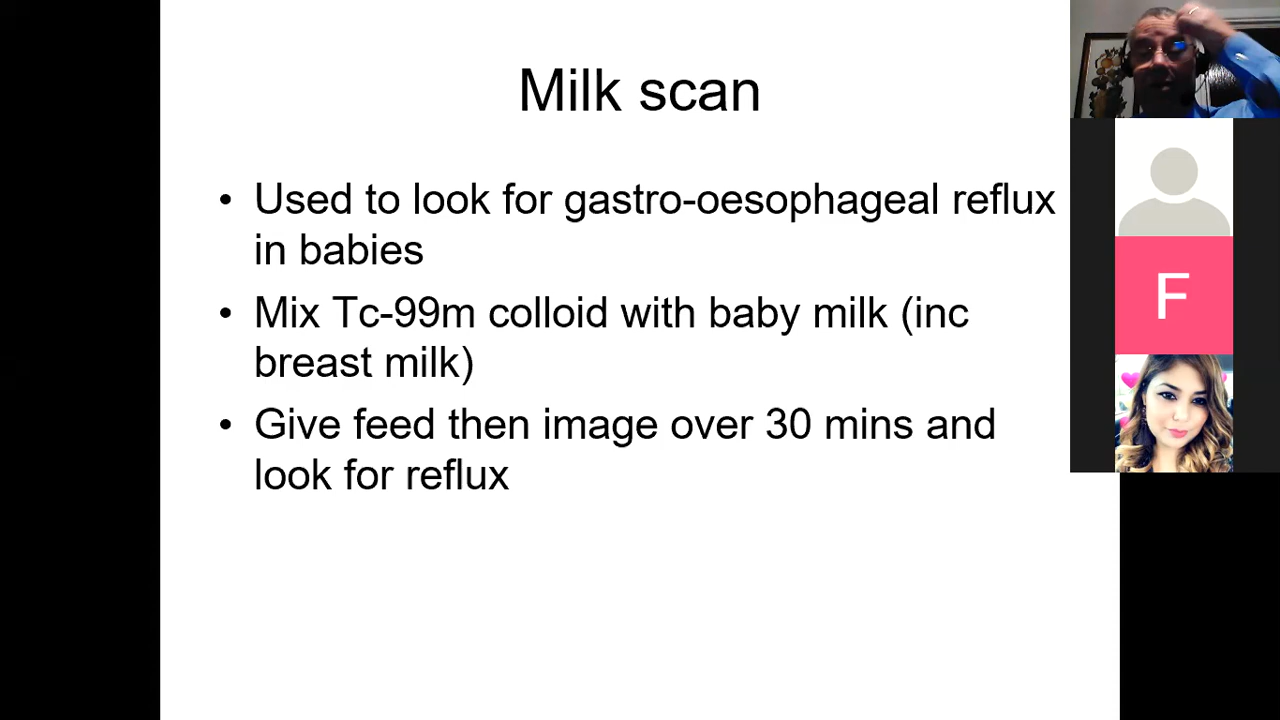 Milk scan
• Used to look for gastro-oesophageal reflux
in babies
• Mix Tc-99m colloid with baby milk (inc
breast milk)
• Give feed then image over 30 mins and
look for reflux
F